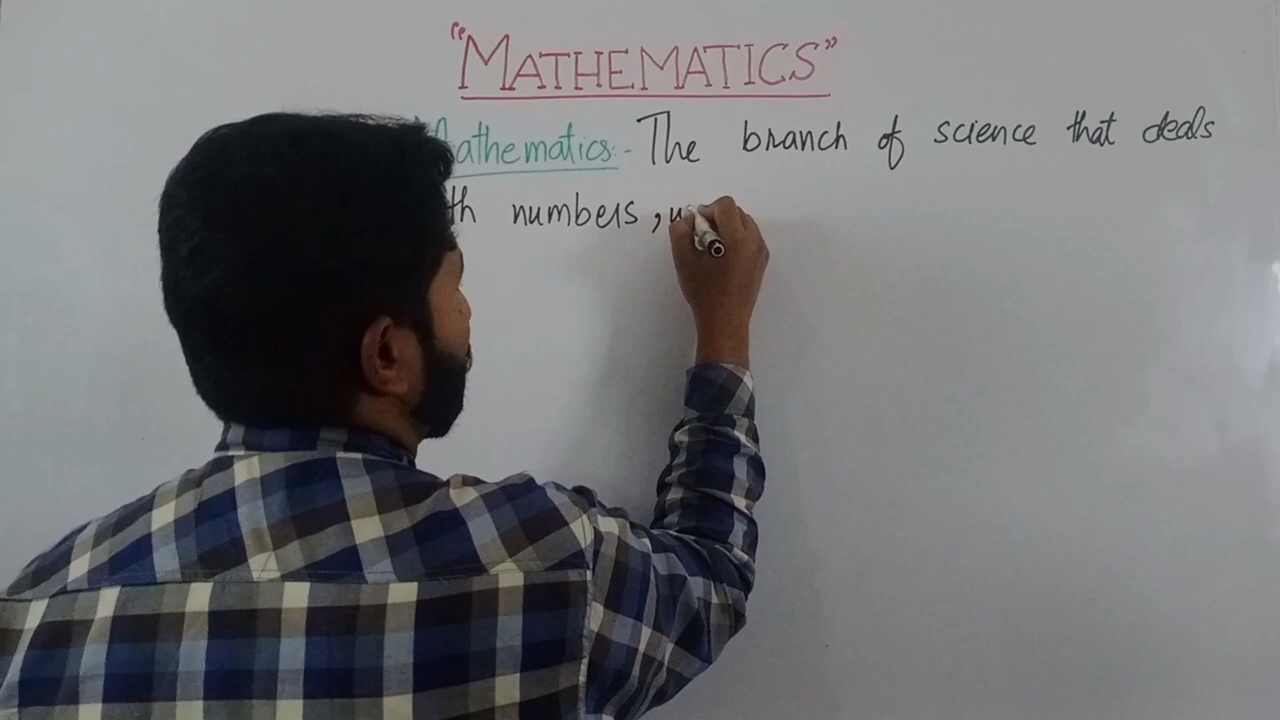 "MATHEMATICS"
Mathematics:- The branch of science that deals
th numbers,